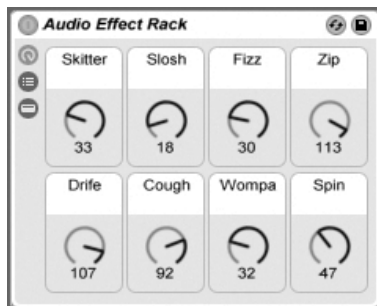 Audio Effect Rack
Skitter Slosh Fizz Zip
33 18 30 113
Drife Cough Wompa Spin
107 92 32 47